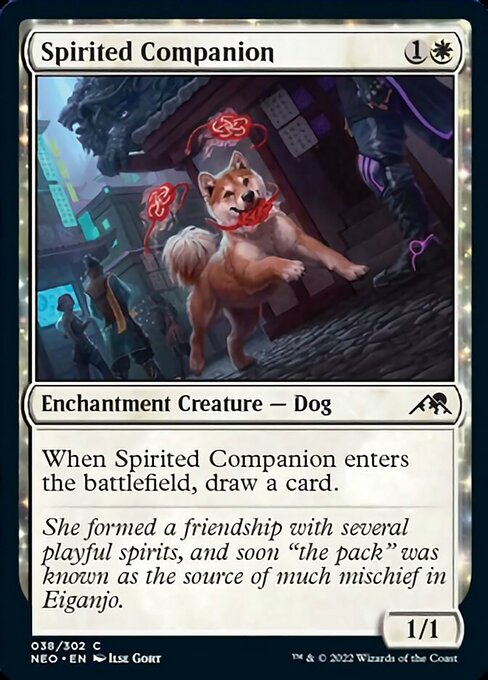 Spirited Companion 1
Enchantment Creature — Dog
When Spirited Companion enters
the battlefield, draw a card.
She formed a friendship with several
playful spirits, and soon “the pack” was
known as the source of much mischief in
Eiganjo.
1/1
038/302 C
NEO • EN Ilse Gort
™ & © 2022 Wizards of the Coast